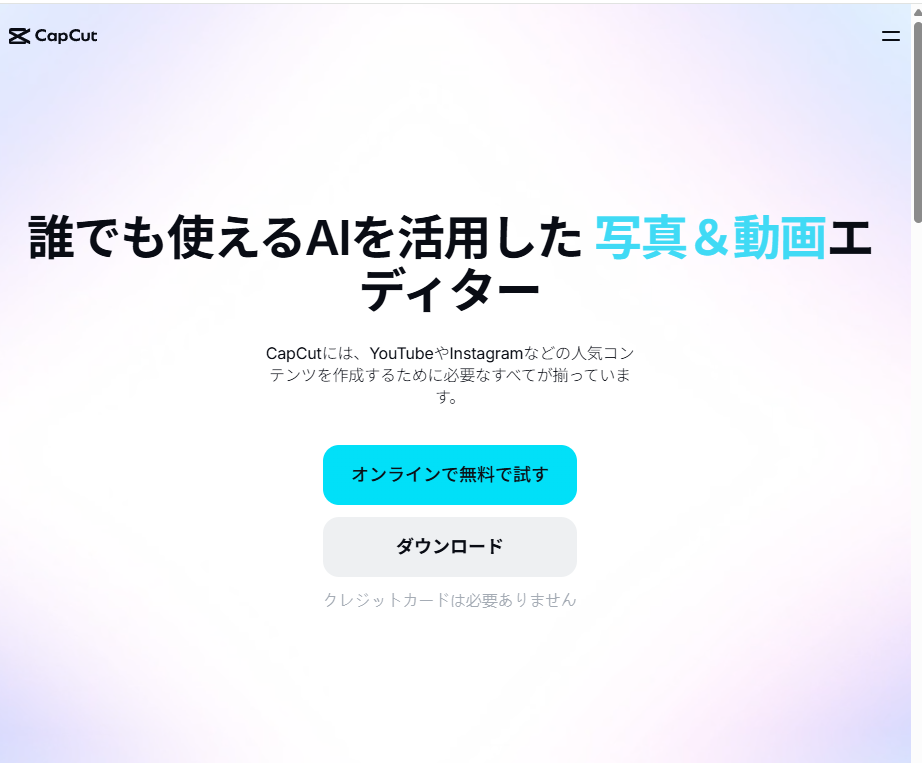 CapCut
誰でも使えるAIを活用した 写真＆動画エ
ディター
CapCutには、YouTubeやInstagramなどの人気コン
テンツを作成するために必要なすべてが揃っていま
す。
オンラインで無料で試す
ダウンロード
クレジットカードは必要ありません